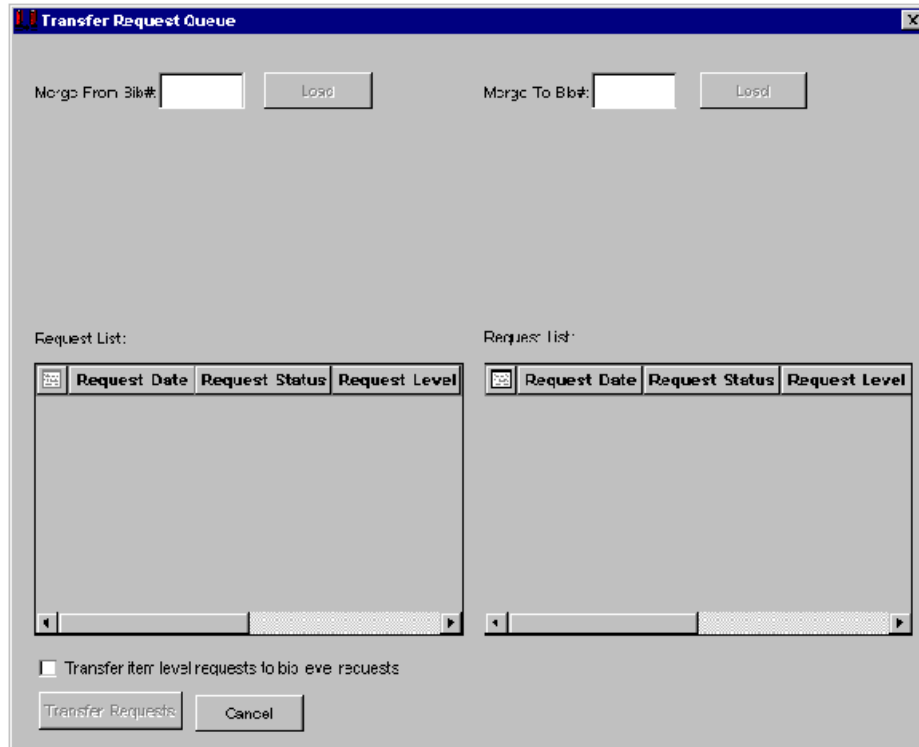 Transfer Request Queue
Merge From Bib#: Load
Merge To Bib#: Load
Request List:
Request List:
Request Date Request Status Request Level
Request Date Request Status Request Level
Transfer item level requests to bib level requests
Transfer Requests Cancel